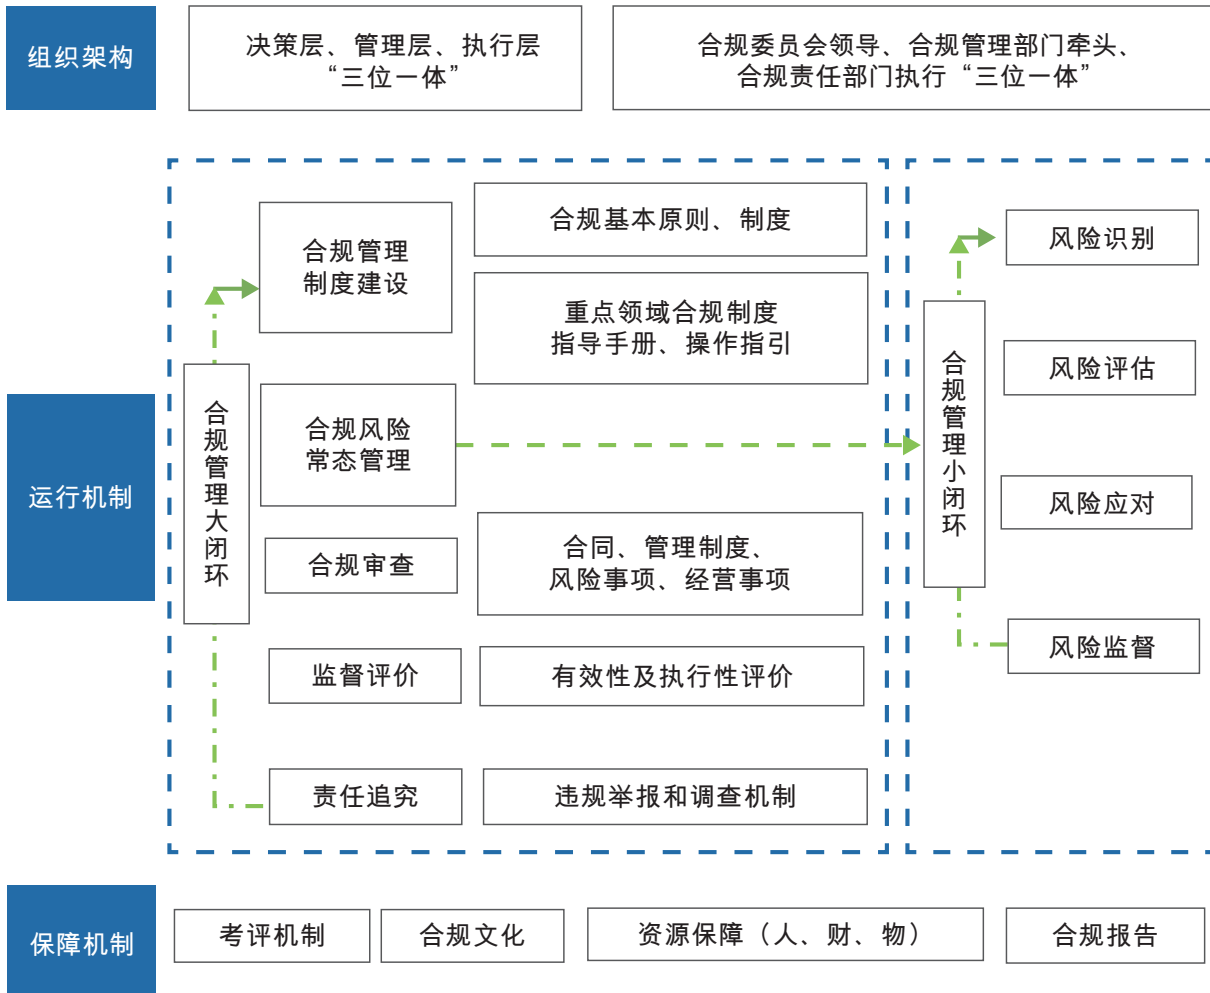 组织架构
决策层、管理层、执行层
“三位一体”
合规委员会领导、合规管理部门牵头、
合规责任部门执行“三位一体”
运行机制
合规管理大闭环
合规管理
制度建设
合规基本原则、制度
重点领域合规制度
指导手册、操作指引
合规风险
常态管理
合规审查
合同、管理制度、
风险事项、经营事项
监督评价
有效性及执行性评价
责任追究
违规举报和调查机制
合规管理小闭环
风险识别
风险评估
风险应对
风险监督
保障机制
考评机制
合规文化
资源保障（人、财、物）
合规报告